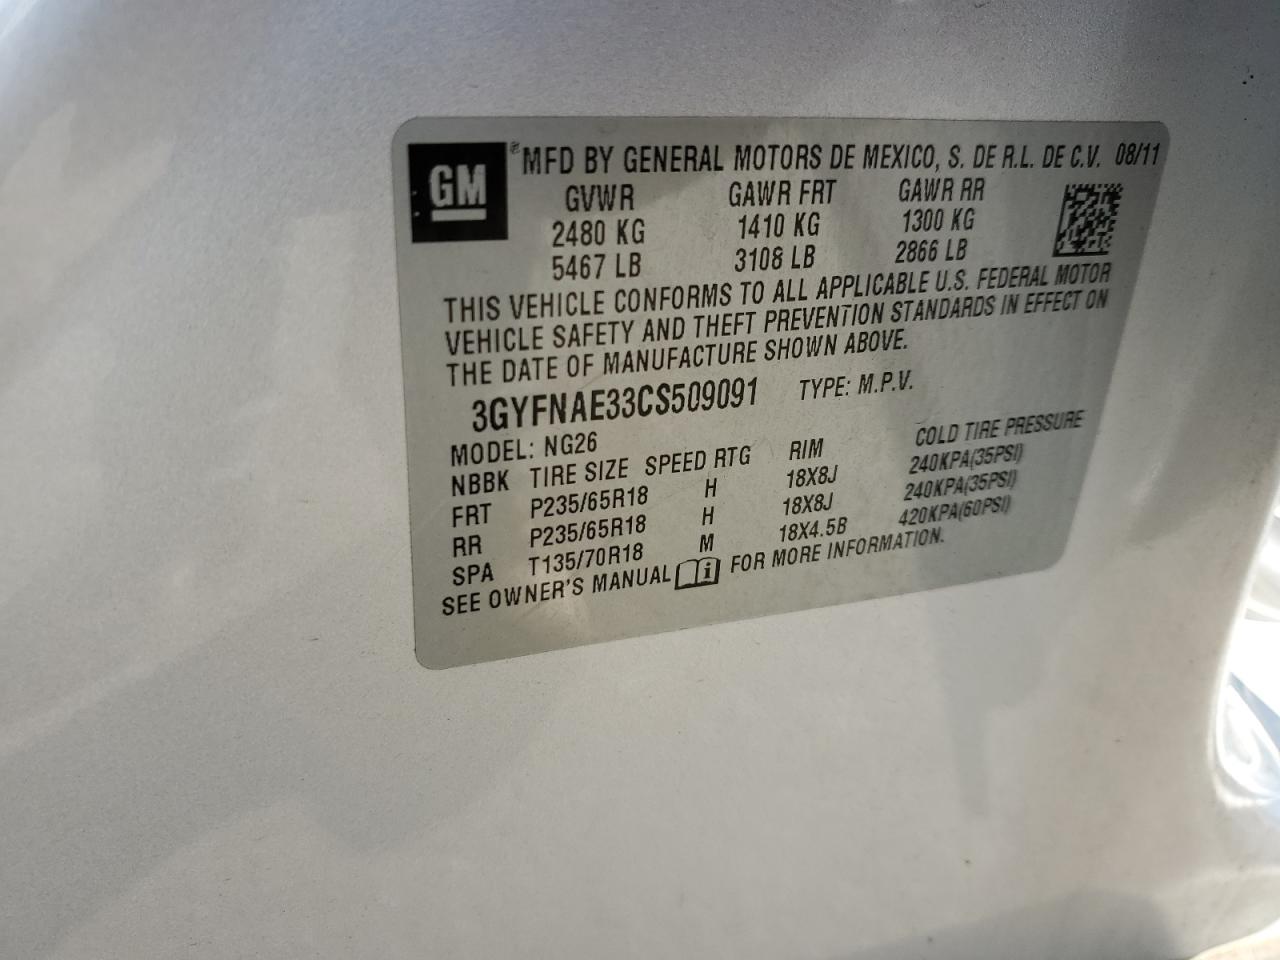 GM
®MFD BY GENERAL MOTORS DE MEXICO, S. DE R.L. DE C.V. 08/11
GVWR GAWR FRT GAWR RR
2480 KG 1410 KG 1300 KG
5467 LB 3108 LB 2866 LB
THIS VEHICLE CONFORMS TO ALL APPLICABLE U.S. FEDERAL MOTOR
VEHICLE SAFETY AND THEFT PREVENTION STANDARDS IN EFFECT ON
THE DATE OF MANUFACTURE SHOWN ABOVE.
3GYFNAE33CS509091 TYPE: M.P.V.
MODEL: NG26
NBBK TIRE SIZE SPEED RTG RIM COLD TIRE PRESSURE
FRT P235/65R18 H 18X8J 240KPA(35PSI)
RR P235/65R18 H 18X8J 240KPA(35PSI)
SPA T135/70R18 M 18X4.5B 420KPA(60PSI)
SEE OWNER'S MANUAL i FOR MORE INFORMATION.